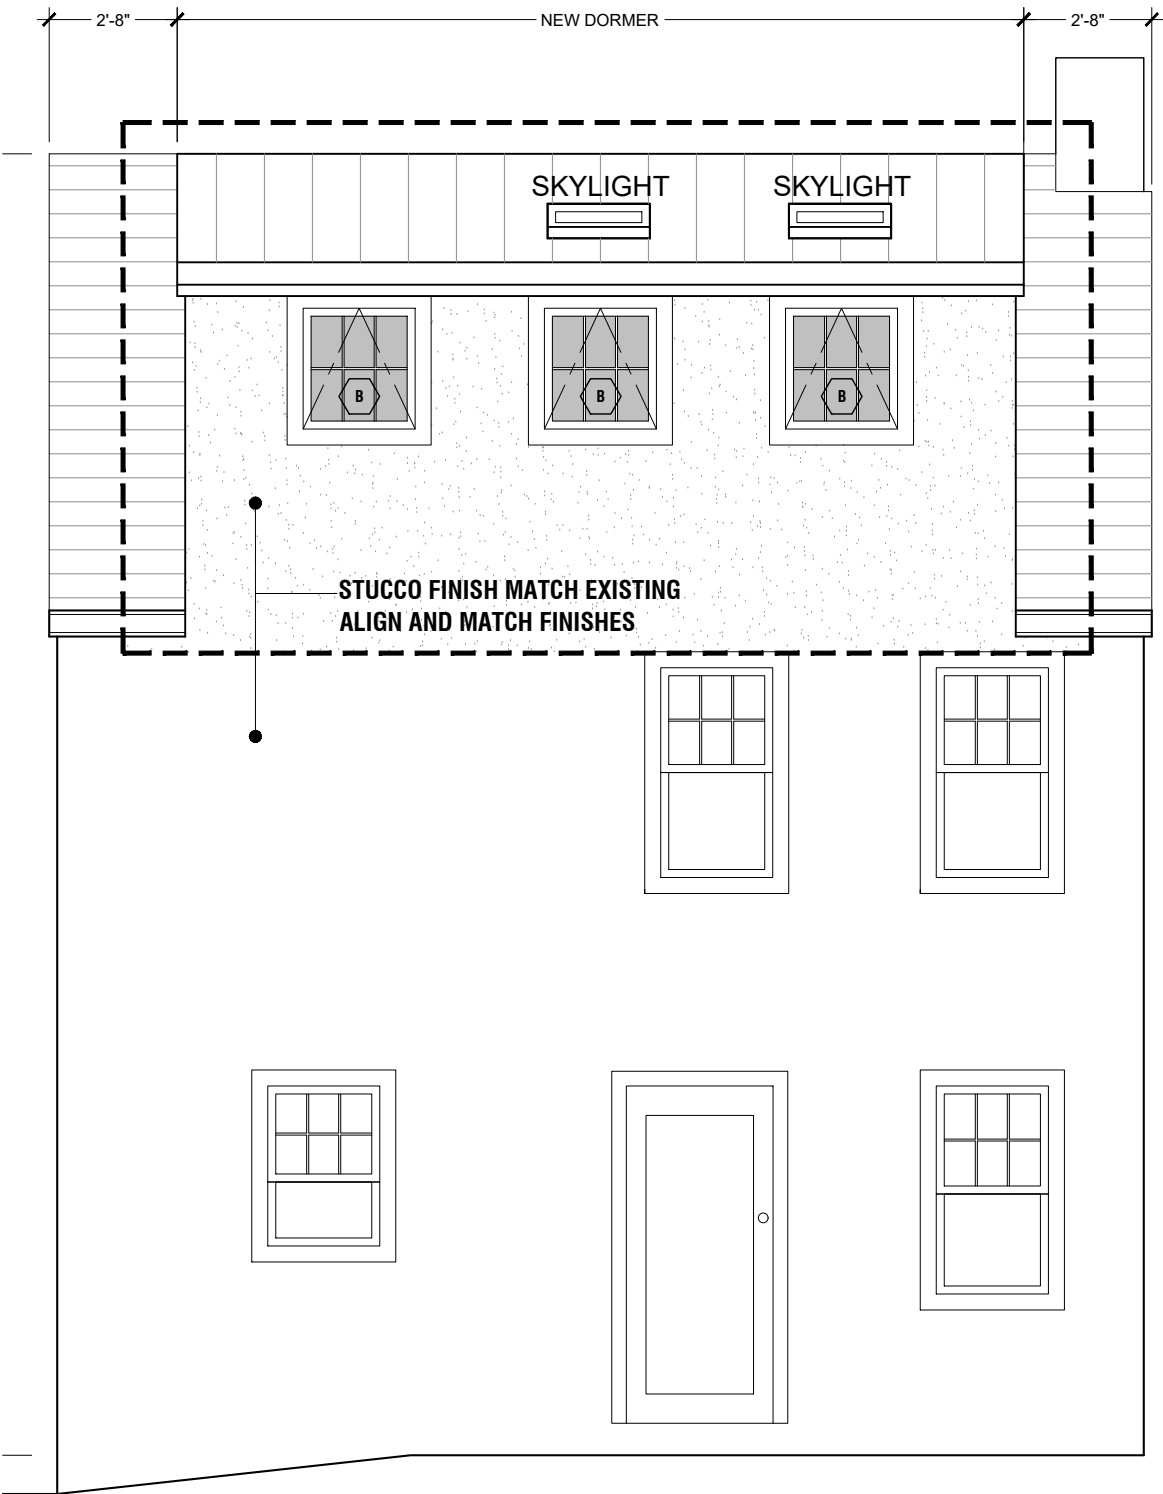 2'-8" NEW DORMER 2'-8"
SKYLIGHT SKYLIGHT
B B B
STUCCO FINISH MATCH EXISTING
ALIGN AND MATCH FINISHES